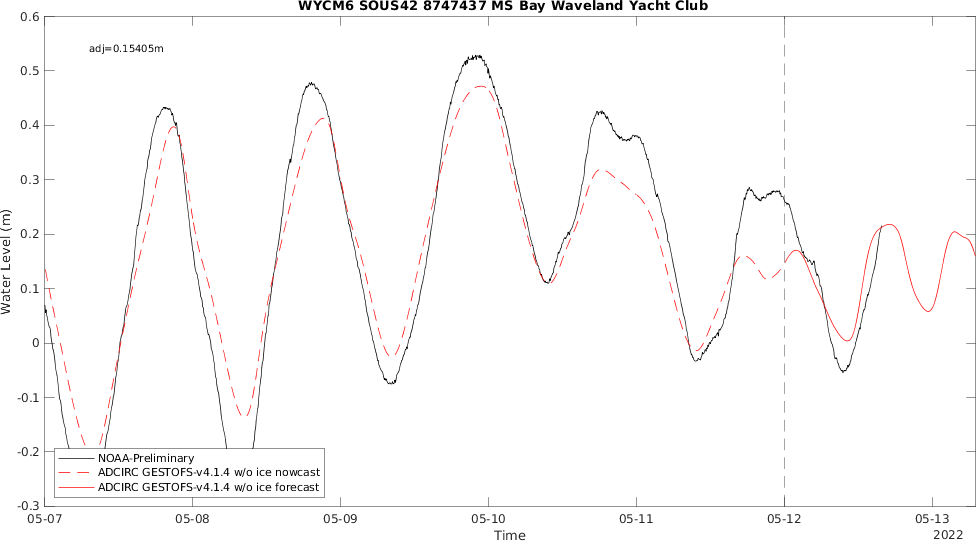 WYCM6 SOUS42 8747437 MS Bay Waveland Yacht Club
0.6
adj=0.15405m
0.5
0.4
0.3
0.2
0.1
0
-0.1
-0.2
-0.3
Water Level (m)
NOAA-Preliminary
ADCIRC GESTOFS-v4.1.4 w/o ice nowcast
ADCIRC GESTOFS-v4.1.4 w/o ice forecast
05-07 05-08 05-09 05-10 05-11 05-12 05-13
Time 2022